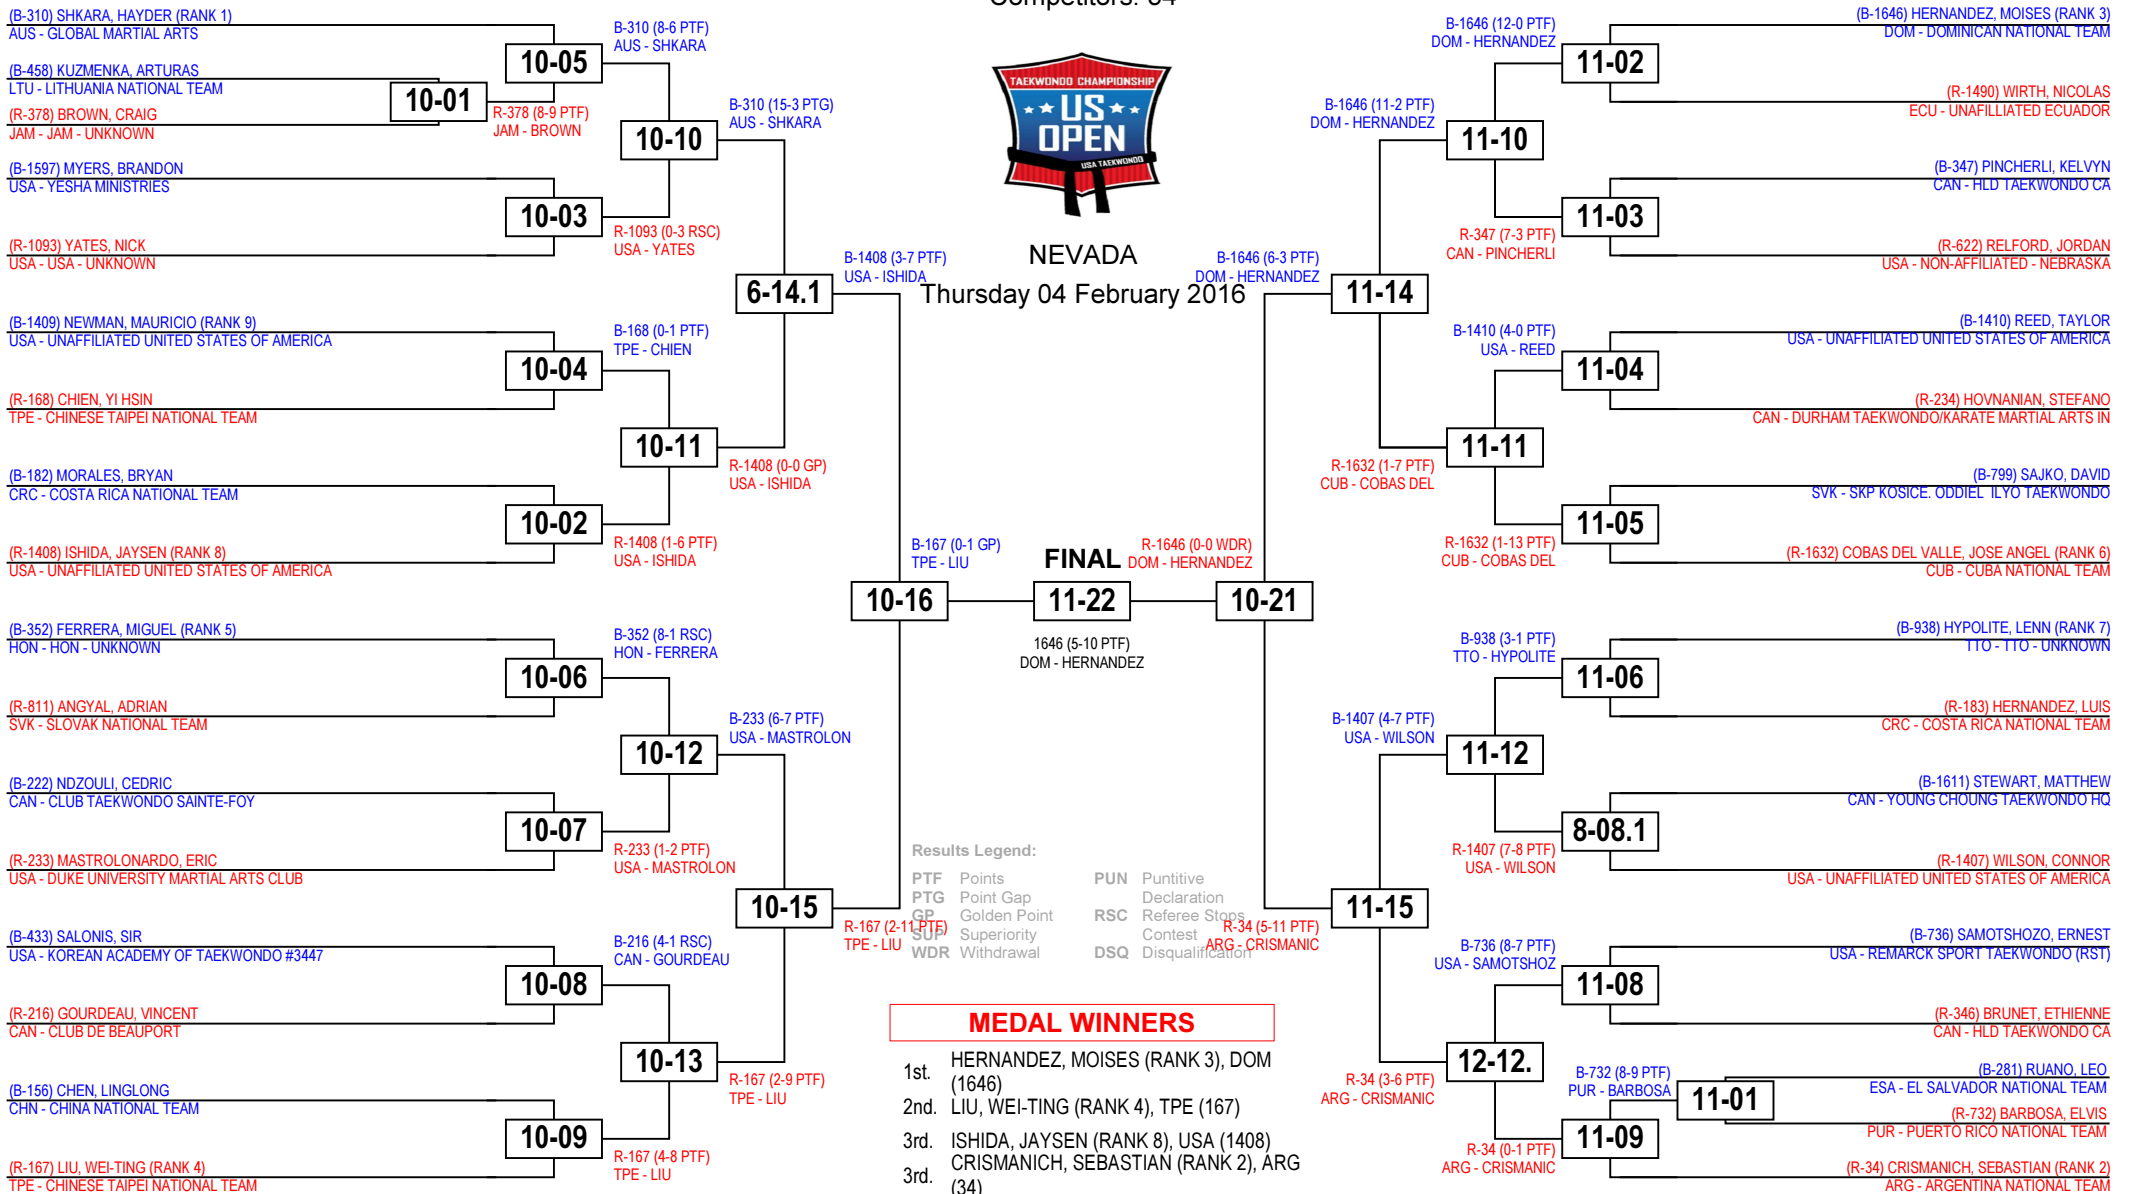 Competitors: 34
(B-310) SHKARA, HAYDER (RANK 1)
AUS - GLOBAL MARTIAL ARTS
(B-458) KUZMENKA, ARTURAS
LTU - LITHUANIA NATIONAL TEAM
(R-378) BROWN, CRAIG
JAM - JAM - UNKNOWN
(B-1597) MYERS, BRANDON
USA - YESHA MINISTRIES
(R-1093) YATES, NICK
USA - USA - UNKNOWN
(B-1409) NEWMAN, MAURICIO (RANK 9)
USA - UNAFFILIATED UNITED STATES OF AMERICA
(R-168) CHIEN, YI HSIN
TPE - CHINESE TAIPEI NATIONAL TEAM
(B-182) MORALES, BRYAN
CRC - COSTA RICA NATIONAL TEAM
(R-1408) ISHIDA, JAYSEN (RANK 8)
USA - UNAFFILIATED UNITED STATES OF AMERICA
(B-352) FERRERA, MIGUEL (RANK 5)
HON - HON - UNKNOWN
(R-811) ANGYAL, ADRIAN
SVK - SLOVAK NATIONAL TEAM
(B-222) NDZOULI, CEDRIC
CAN - CLUB TAEKWONDO SAINTE-FOY
(R-233) MASTROLONARDO, ERIC
USA - DUKE UNIVERSITY MARTIAL ARTS CLUB
(B-433) SALONIS, SIR
USA - KOREAN ACADEMY OF TAEKWONDO #3447
(R-216) GOURDEAU, VINCENT
CAN - CLUB DE BEAUPORT
(B-156) CHEN, LINGLONG
CHN - CHINA NATIONAL TEAM
(R-167) LIU, WEI-TING (RANK 4)
TPE - CHINESE TAIPEI NATIONAL TEAM
10-01
R-378 (8-9 PTF)
JAM - BROWN
10-05
10-03
10-04
10-02
10-06
10-07
10-08
10-09
B-310 (8-6 PTF)
AUS - SHKARA
R-1093 (0-3 RSC)
USA - YATES
B-168 (0-1 PTF)
TPE - CHIEN
R-1408 (1-6 PTF)
USA - ISHIDA
B-352 (8-1 RSC)
HON - FERRERA
R-233 (1-2 PTF)
USA - MASTROLON
B-216 (4-1 RSC)
CAN - GOURDEAU
R-167 (4-8 PTF)
TPE - LIU
10-10
10-11
10-12
10-13
B-310 (15-3 PTG)
AUS - SHKARA
R-1408 (0-0 GP)
USA - ISHIDA
B-233 (6-7 PTF)
USA - MASTROLON
R-167 (2-9 PTF)
TPE - LIU
6-14.1
10-15
B-1408 (3-7 PTF)
USA - ISHIDA
R-167 (2-11 PTF)
TPE - LIU
10-16
B-167 (0-1 GP)
TPE - LIU
TAEKWONDO CHAMPIONSHIP
US
OPEN
USA TAEKWONDO
NEVADA
Thursday 04 February 2016
FINAL
11-22
1646 (5-10 PTF)
DOM - HERNANDEZ
R-1646 (0-0 WDR)
DOM - HERNANDEZ
10-21
B-1646 (6-3 PTF)
DOM - HERNANDEZ
R-34 (5-11 PTF)
ARG - CRISMANIC
11-14
11-15
B-1646 (11-2 PTF)
DOM - HERNANDEZ
R-1632 (1-7 PTF)
CUB - COBAS DEL
B-1407 (4-7 PTF)
USA - WILSON
R-34 (3-6 PTF)
ARG - CRISMANIC
11-10
11-11
11-12
12-12.
B-1646 (12-0 PTF)
DOM - HERNANDEZ
R-347 (7-3 PTF)
CAN - PINCHERLI
B-1410 (4-0 PTF)
USA - REED
R-1632 (1-13 PTF)
CUB - COBAS DEL
B-938 (3-1 PTF)
TTO - HYPOLITE
R-1407 (7-8 PTF)
USA - WILSON
B-736 (8-7 PTF)
USA - SAMOTSHOZ
R-34 (0-1 PTF)
ARG - CRISMANIC
11-02
11-03
11-04
11-05
11-06
8-08.1
11-08
11-09
B-732 (8-9 PTF)
PUR - BARBOSA
11-01
(B-1646) HERNANDEZ, MOISES (RANK 3)
DOM - DOMINICAN NATIONAL TEAM
(R-1490) WIRTH, NICOLAS
ECU - UNAFILLIATED ECUADOR
(B-347) PINCHERLI, KELVYN
CAN - HLD TAEKWONDO CA
(R-622) RELFORD, JORDAN
USA - NON-AFFILIATED - NEBRASKA
(B-1410) REED, TAYLOR
USA - UNAFFILIATED UNITED STATES OF AMERICA
(R-234) HOVNANIAN, STEFANO
CAN - DURHAM TAEKWONDO/KARATE MARTIAL ARTS IN
(B-799) SAJKO, DAVID
SVK - SKP KOSICE. ODDIEL ILYO TAEKWONDO
(R-1632) COBAS DEL VALLE, JOSE ANGEL (RANK 6)
CUB - CUBA NATIONAL TEAM
(B-938) HYPOLITE, LENN (RANK 7)
TTO - TTO - UNKNOWN
(R-183) HERNANDEZ, LUIS
CRC - COSTA RICA NATIONAL TEAM
(B-1611) STEWART, MATTHEW
CAN - YOUNG CHOUNG TAEKWONDO HQ
(R-1407) WILSON, CONNOR
USA - UNAFFILIATED UNITED STATES OF AMERICA
(B-736) SAMOTSHOZO, ERNEST
USA - REMARCK SPORT TAEKWONDO (RST)
(R-346) BRUNET, ETHIENNE
CAN - HLD TAEKWONDO CA
(B-281) RUANO, LEO
ESA - EL SALVADOR NATIONAL TEAM
(R-732) BARBOSA, ELVIS
PUR - PUERTO RICO NATIONAL TEAM
(R-34) CRISMANICH, SEBASTIAN (RANK 2)
ARG - ARGENTINA NATIONAL TEAM
Results Legend:
PTF Points
PTG Point Gap
GP Golden Point
SUP Superiority
WDR Withdrawal
PUN Puntitive
Declaration
RSC Referee Stops
Contest
DSQ Disqualification
MEDAL WINNERS
1st. HERNANDEZ, MOISES (RANK 3), DOM
(1646)
2nd. LIU, WEI-TING (RANK 4), TPE (167)
3rd. ISHIDA, JAYSEN (RANK 8), USA (1408)
3rd. CRISMANICH, SEBASTIAN (RANK 2), ARG
(34)